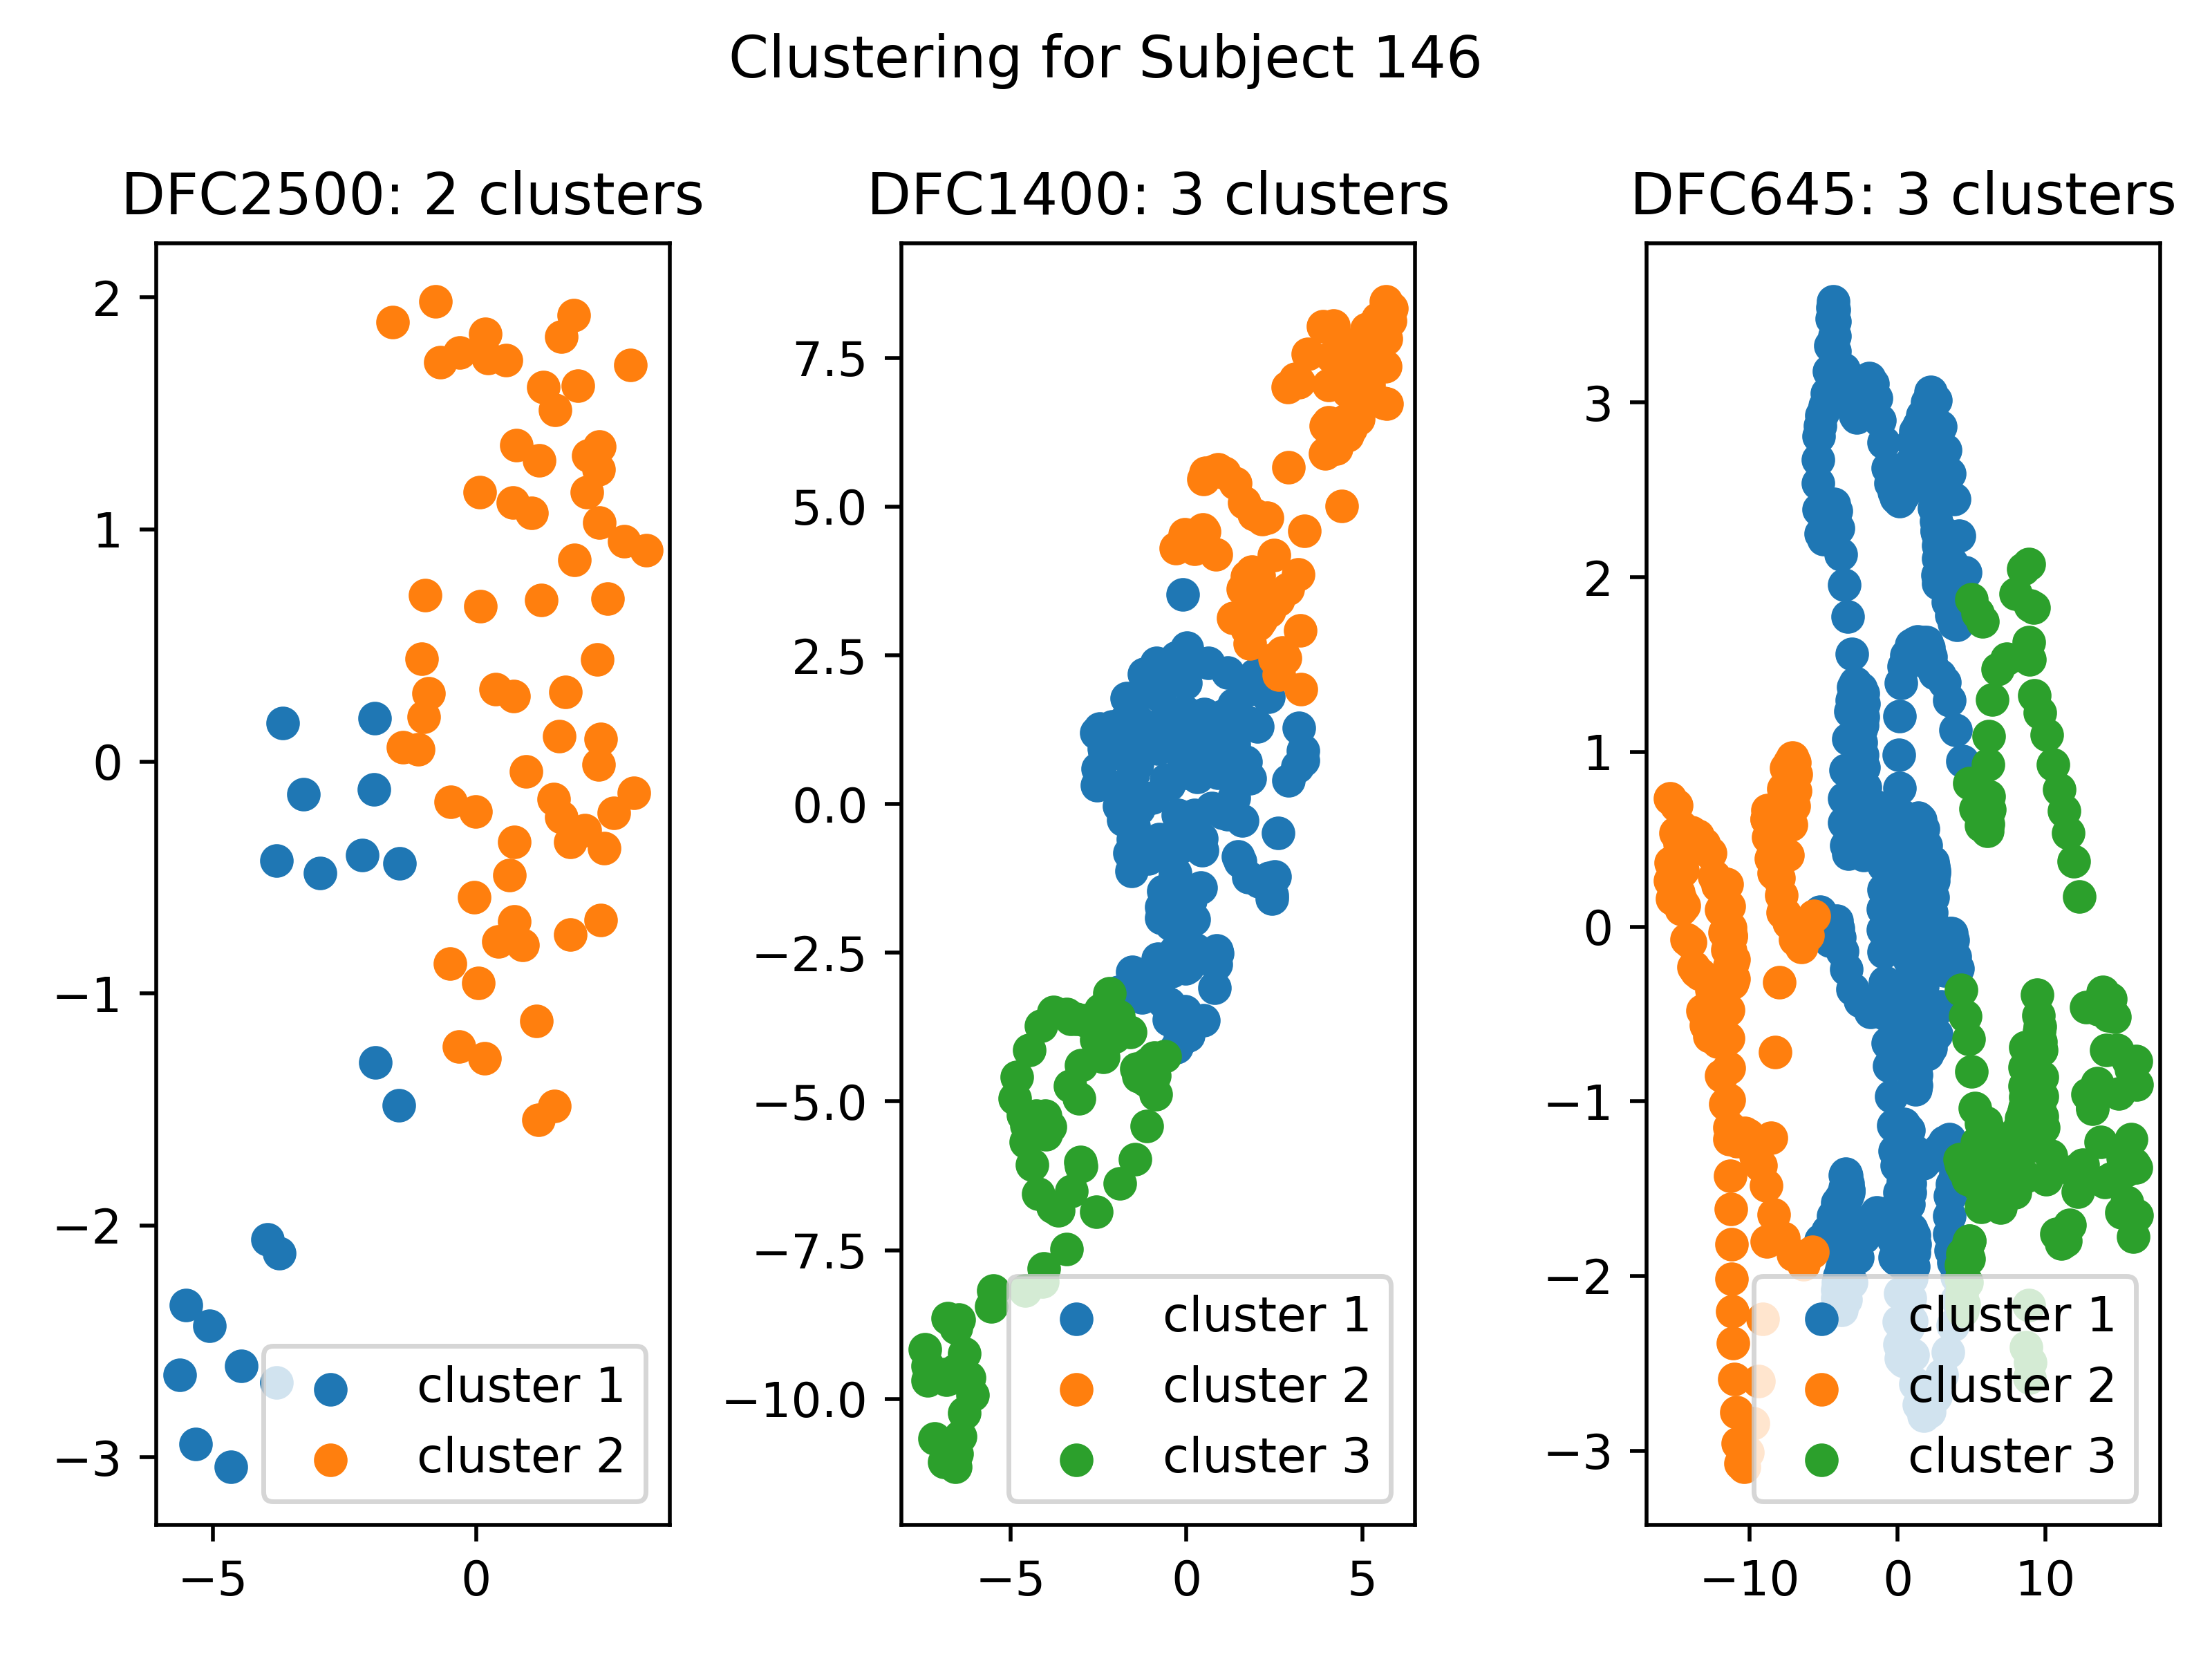 Clustering for Subject 146
DFC2500: 2 clusters
2
1
0
−1
−2
−3
−5
0
cluster 1
cluster 2
DFC1400: 3 clusters
7.5
5.0
2.5
0.0
−2.5
−5.0
−7.5
−10.0
−5
0
5
cluster 1
cluster 2
cluster 3
DFC645: 3 clusters
3
2
1
0
−1
−2
−3
−10
0
10
cluster 1
cluster 2
cluster 3